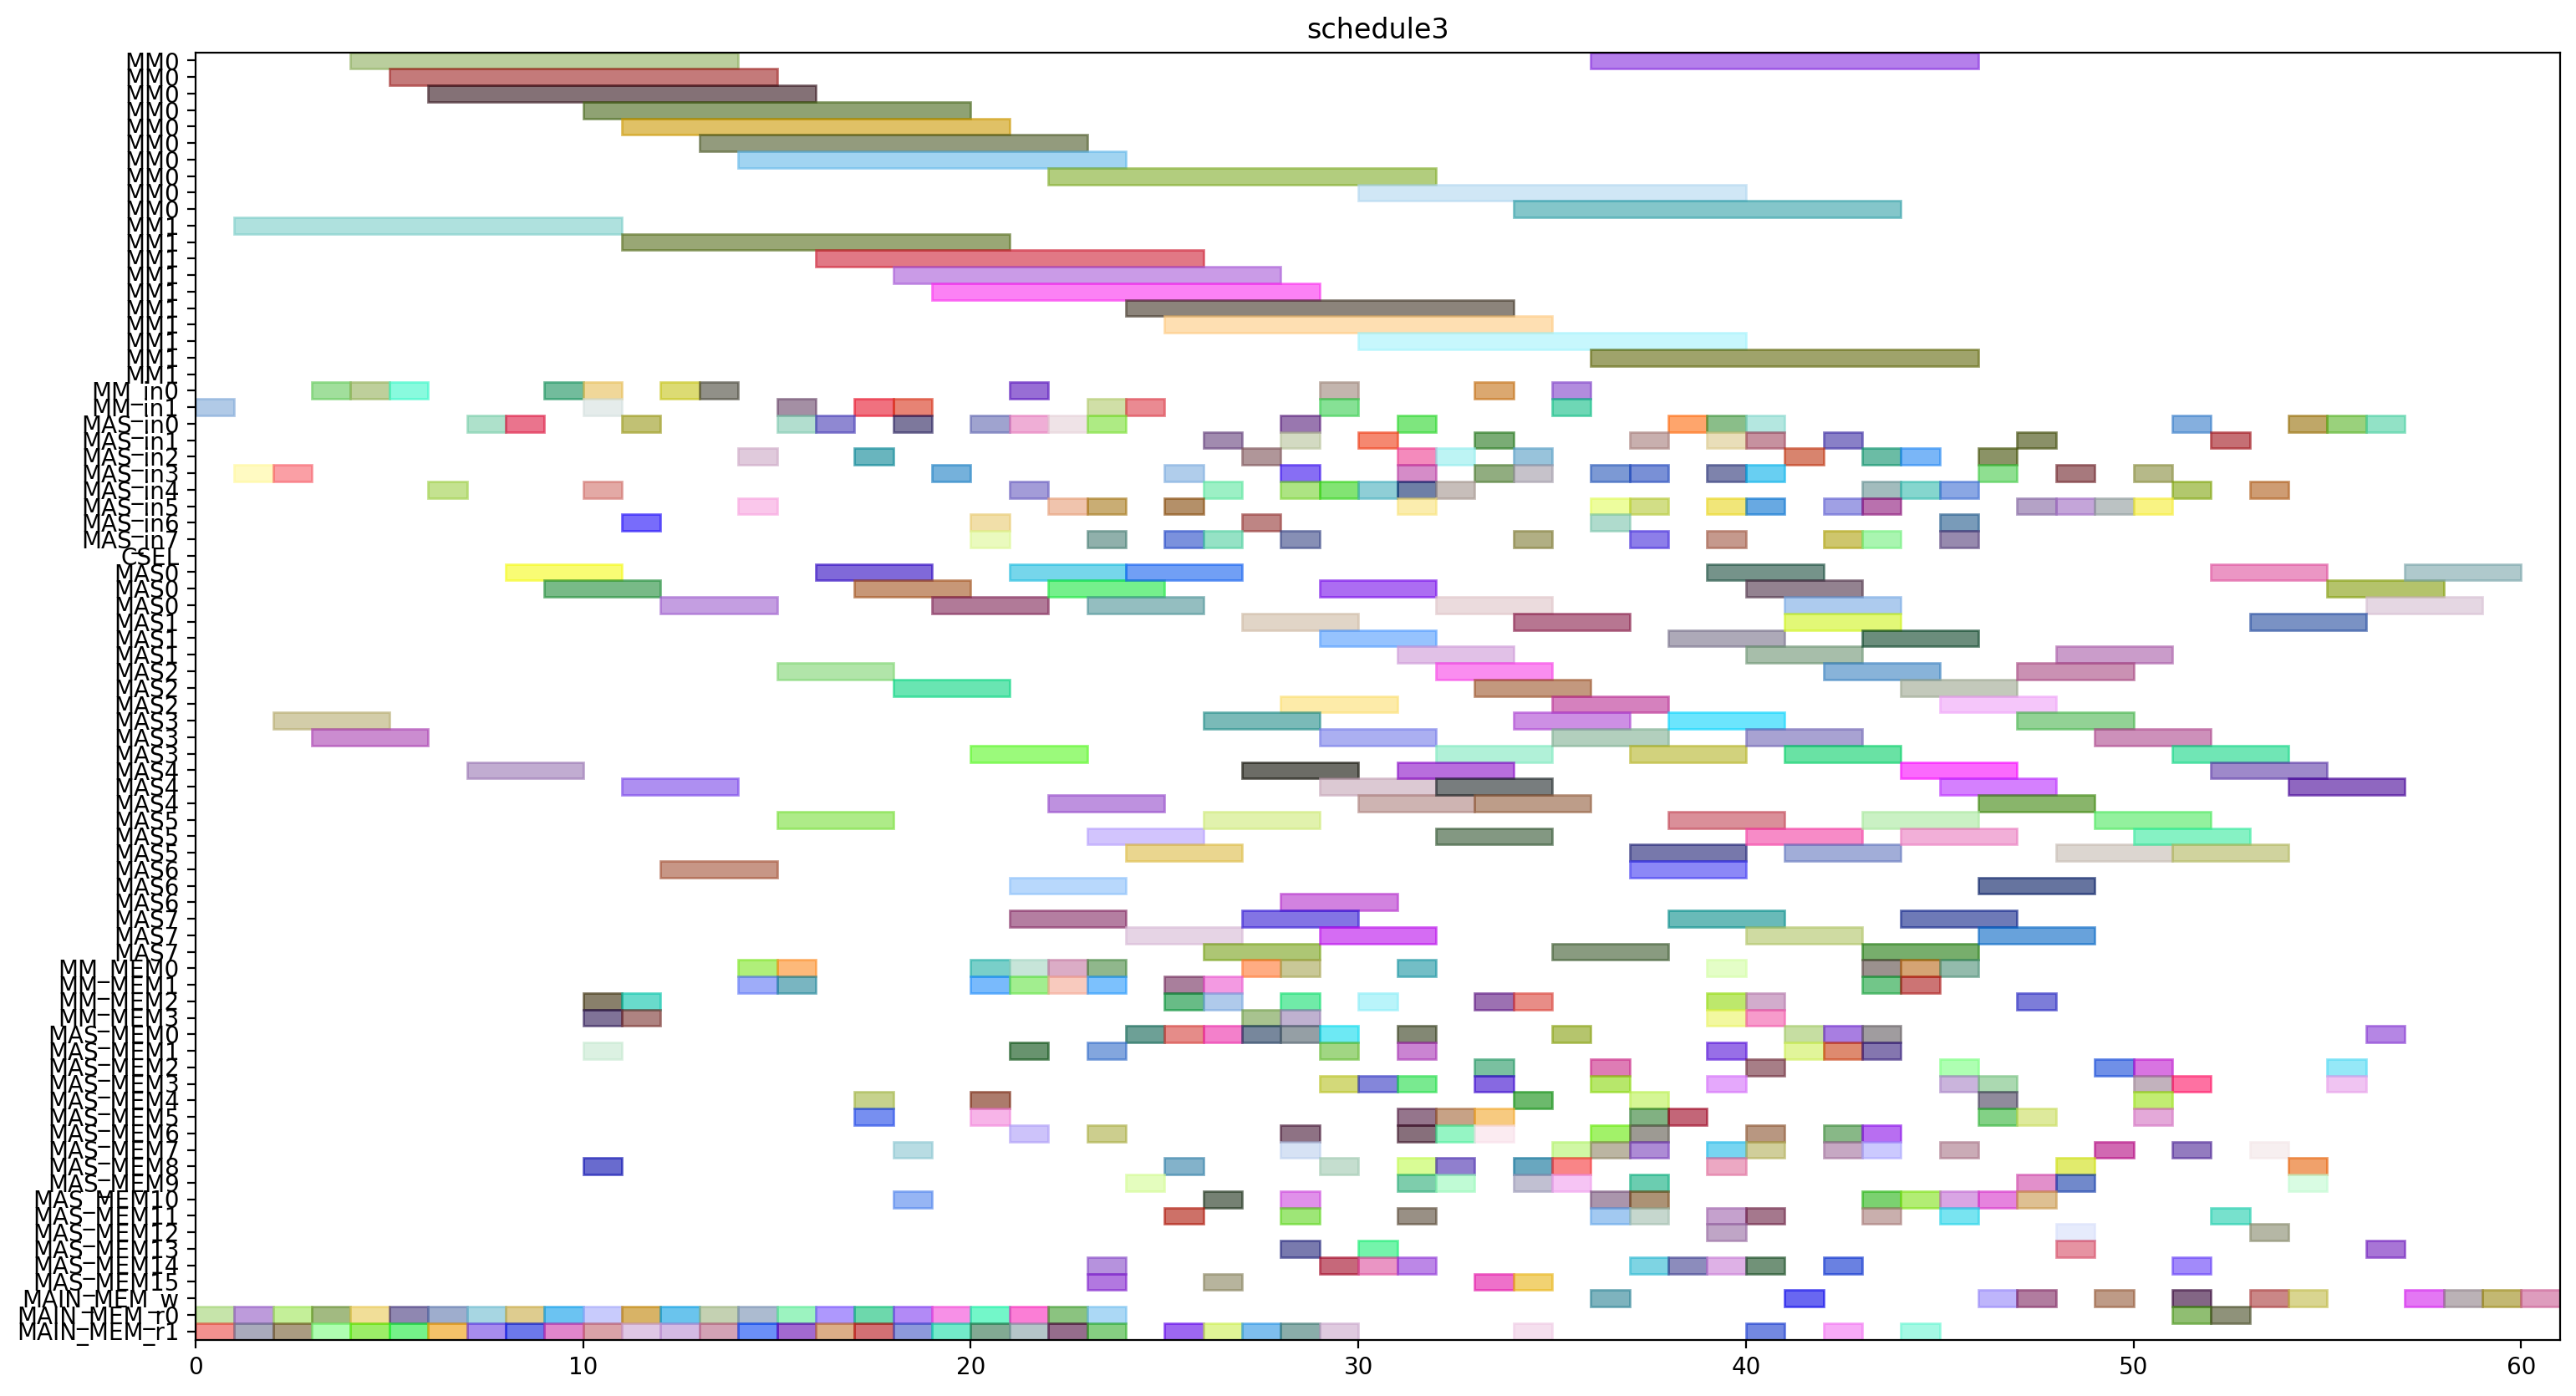 schedule3
MM0
MM0
MM0
MM0
MM0
MM0
MM0
MM0
MM0
MM0
MM1
MM1
MM1
MM1
MM1
MM1
MM1
MM1
MM1
MM1
MM_in0
MM_in1
MAS_in0
MAS_in1
MAS_in2
MAS_in3
MAS_in4
MAS_in5
MAS_in6
MAS_in7
CSEL
MAS0
MAS0
MAS0
MAS1
MAS1
MAS1
MAS2
MAS2
MAS2
MAS3
MAS3
MAS3
MAS4
MAS4
MAS4
MAS5
MAS5
MAS5
MAS6
MAS6
MAS6
MAS7
MAS7
MAS7
MM_MEM0
MM_MEM1
MM_MEM2
MM_MEM3
MAS_MEM0
MAS_MEM1
MAS_MEM2
MAS_MEM3
MAS_MEM4
MAS_MEM5
MAS_MEM6
MAS_MEM7
MAS_MEM8
MAS_MEM9
MAS_MEM10
MAS_MEM11
MAS_MEM12
MAS_MEM13
MAS_MEM14
MAS_MEM15
MAIN_MEM_w
MAIN_MEM_r0
MAIN_MEM_r1
0 10 20 30 40 50 60